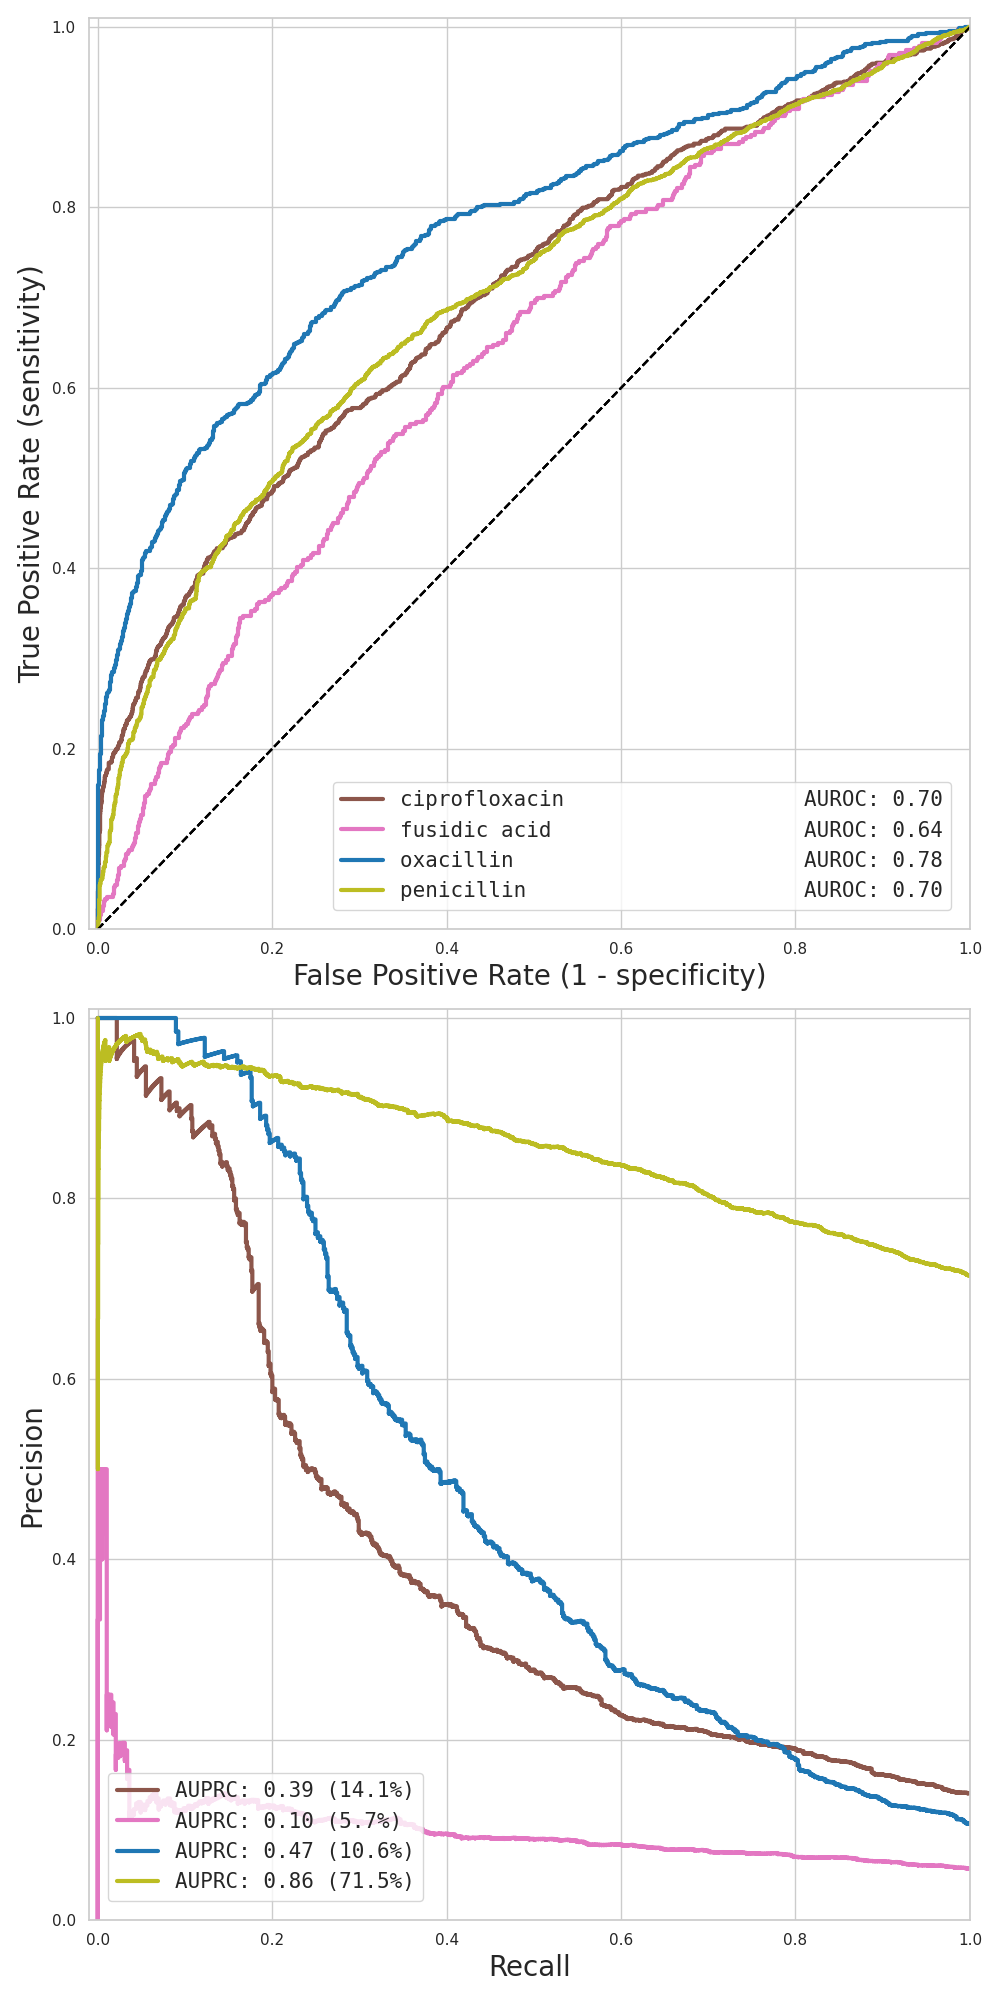 1.0
0.8
0.6
0.4
0.2
0.0
True Positive Rate (sensitivity)
ciprofloxacin AUROC: 0.70
fusidic acid AUROC: 0.64
oxacillin AUROC: 0.78
penicillin AUROC: 0.70
0.0 0.2 0.4 0.6 0.8 1.0
False Positive Rate (1 - specificity)
1.0
0.8
0.6
0.4
0.2
0.0
Precision
AUPRC: 0.39 (14.1%)
AUPRC: 0.10 (5.7%)
AUPRC: 0.47 (10.6%)
AUPRC: 0.86 (71.5%)
0.0 0.2 0.4 0.6 0.8 1.0
Recall